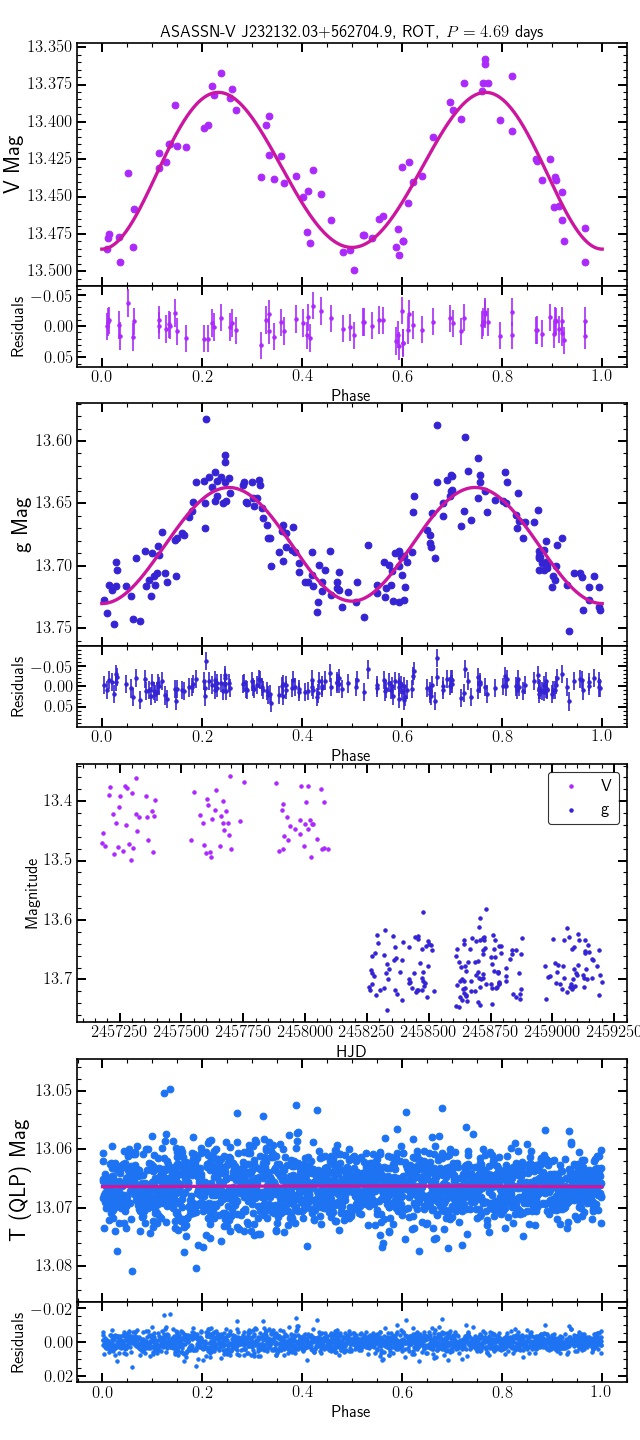 ASASSN-V J232132.03+562704.9, ROT, P = 4.69 days
13.350
13.375
13.400
13.425
13.450
13.475
13.500
V Mag
−0.05
0.00
0.05
Residuals
0.0 0.2 0.4 0.6 0.8 1.0
Phase
13.60
13.65
13.70
13.75
g Mag
−0.05
0.00
0.05
Residuals
0.0 0.2 0.4 0.6 0.8 1.0
Phase
13.4
13.5
13.6
13.7
Magnitude
V
g
2457250 2457500 2457750 2458000 2458250 2458500 2458750 2459000 2459250
HJD
13.05
13.06
13.07
13.08
T (QLP) Mag
−0.02
0.00
0.02
Residuals
0.0 0.2 0.4 0.6 0.8 1.0
Phase